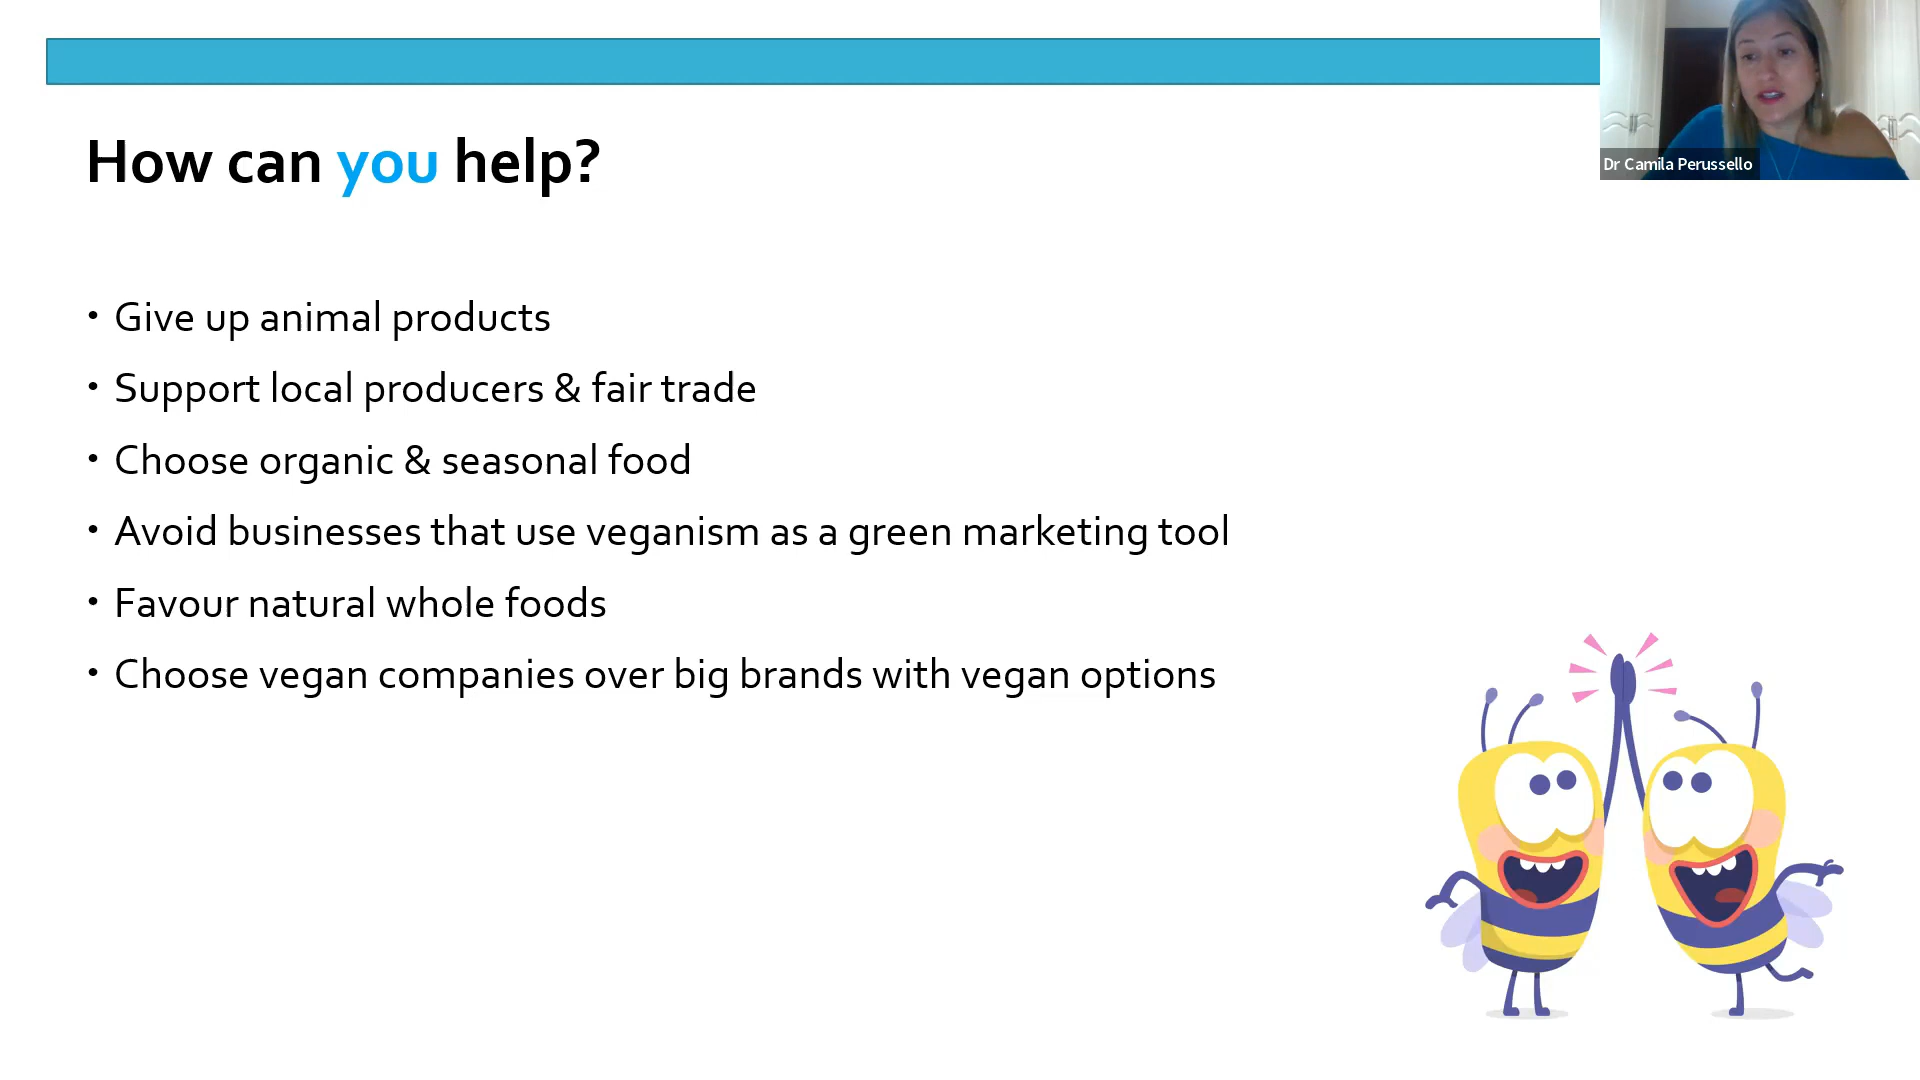 Dr Camila Perussello
How can you help?
• Give up animal products
• Support local producers & fair trade
• Choose organic & seasonal food
• Avoid businesses that use veganism as a green marketing tool
• Favour natural whole foods
• Choose vegan companies over big brands with vegan options